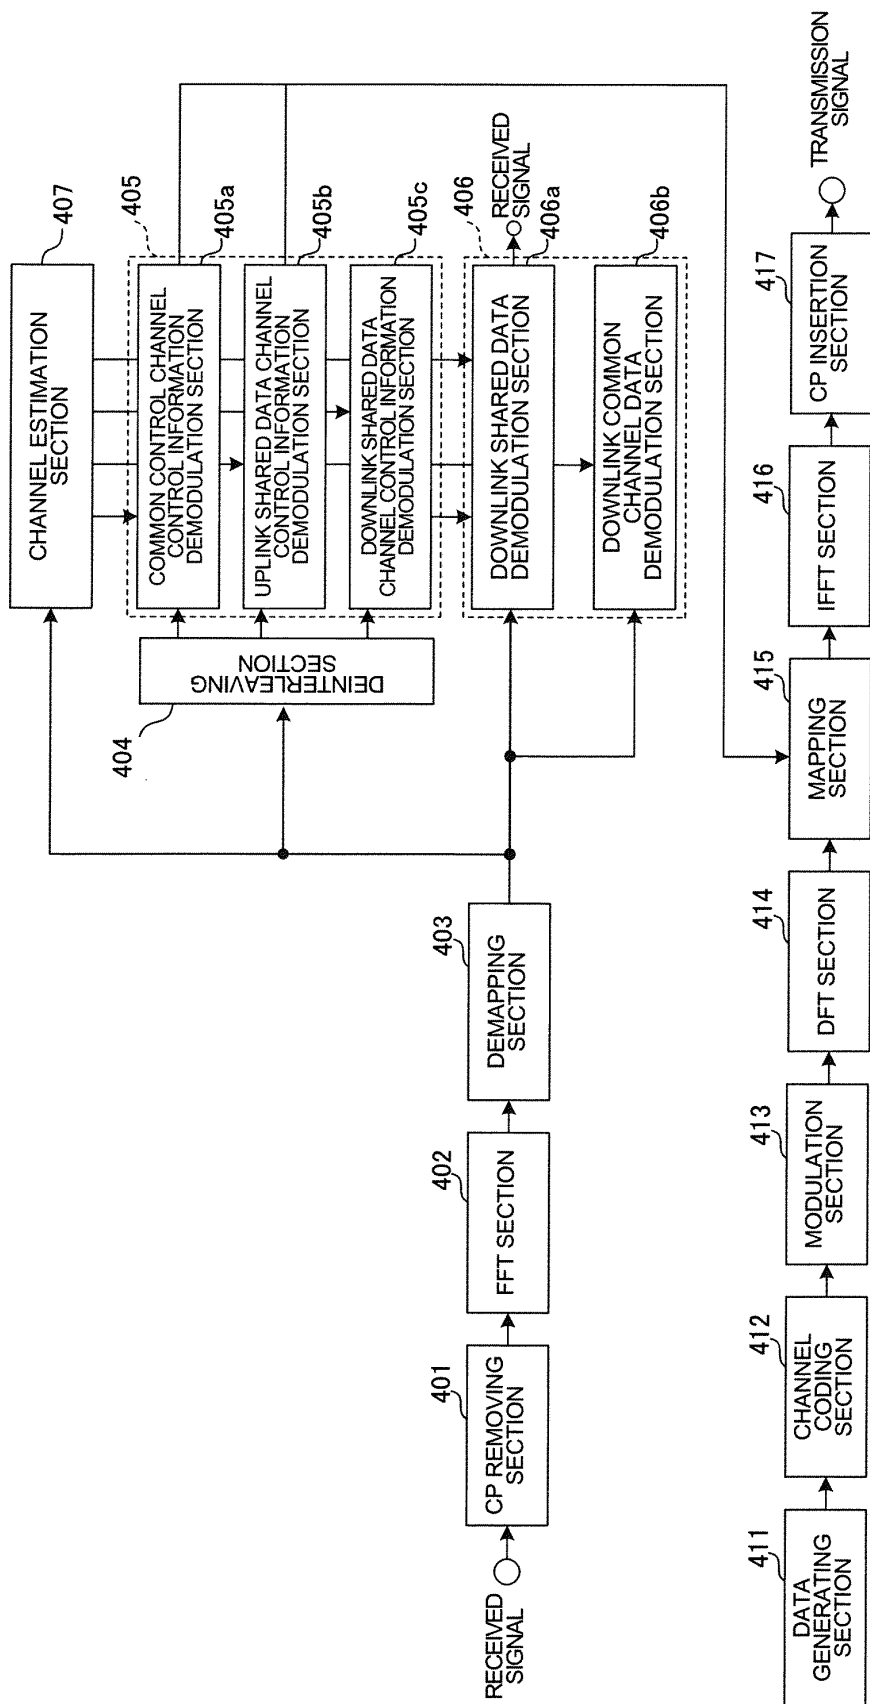 407
CHANNEL ESTIMATION
SECTION
405
405a
COMMON CONTROL CHANNEL
CONTROL INFORMATION
DEMODULATION SECTION
405b
UPLINK SHARED DATA CHANNEL
CONTROL INFORMATION
DEMODULATION SECTION
405c
DOWNLINK SHARED DATA
CHANNEL CONTROL INFORMATION
DEMODULATION SECTION
404
DEINTERLEAVING
SECTION
406
406a
DOWNLINK SHARED DATA
DEMODULATION SECTION
RECEIVED
SIGNAL
406b
DOWNLINK COMMON
CHANNEL DATA
DEMODULATION SECTION
RECEIVED
SIGNAL
401
CP REMOVING
SECTION
402
FFT SECTION
403
DEMAPPING
SECTION
411
DATA
GENERATING
SECTION
412
CHANNEL
CODING
SECTION
413
MODULATION
SECTION
414
DFT SECTION
415
MAPPING
SECTION
416
IFFT SECTION
417
CP INSERTION
SECTION
TRANSMISSION
SIGNAL